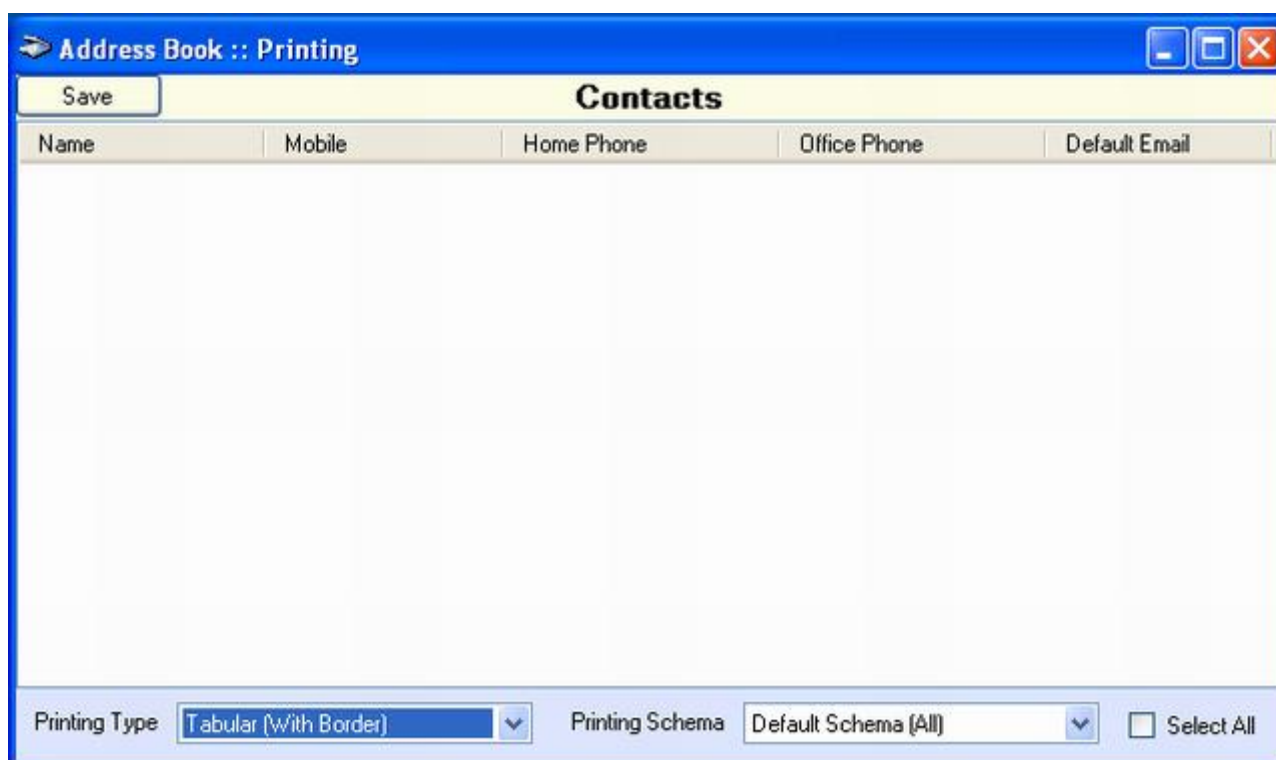 Address Book :: Printing
Save Contacts
Name Mobile Home Phone Office Phone Default Email
Printing Type Tabular (With Border) Printing Schema Default Schema (All) Select All